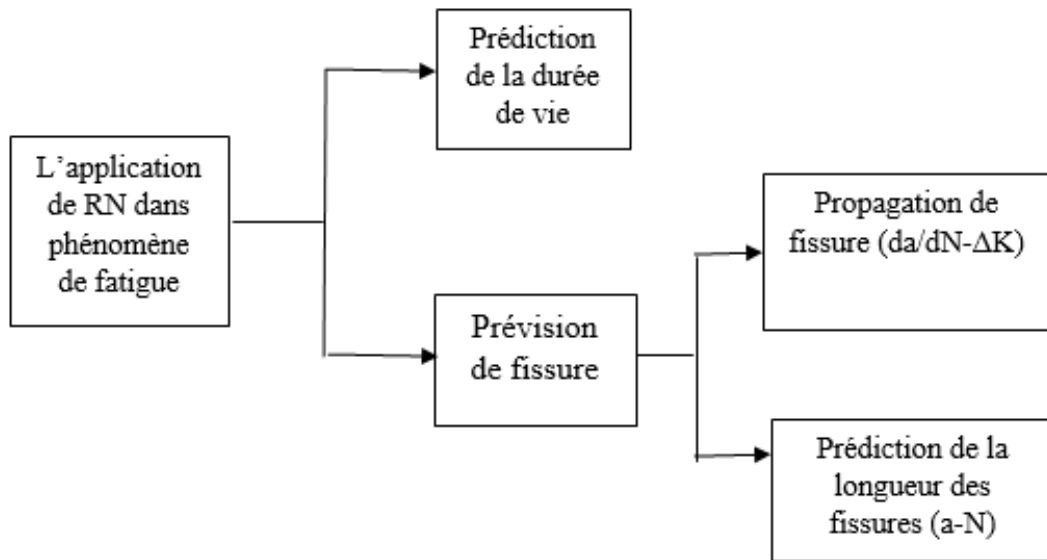 L'application
de RN dans
phénomène
de fatigue
Prédiction
de la durée
de vie
Prévision
de fissure
Propagation de
fissure (da/dN-ΔK)
Prédiction de la
longueur des
fissures (a-N)